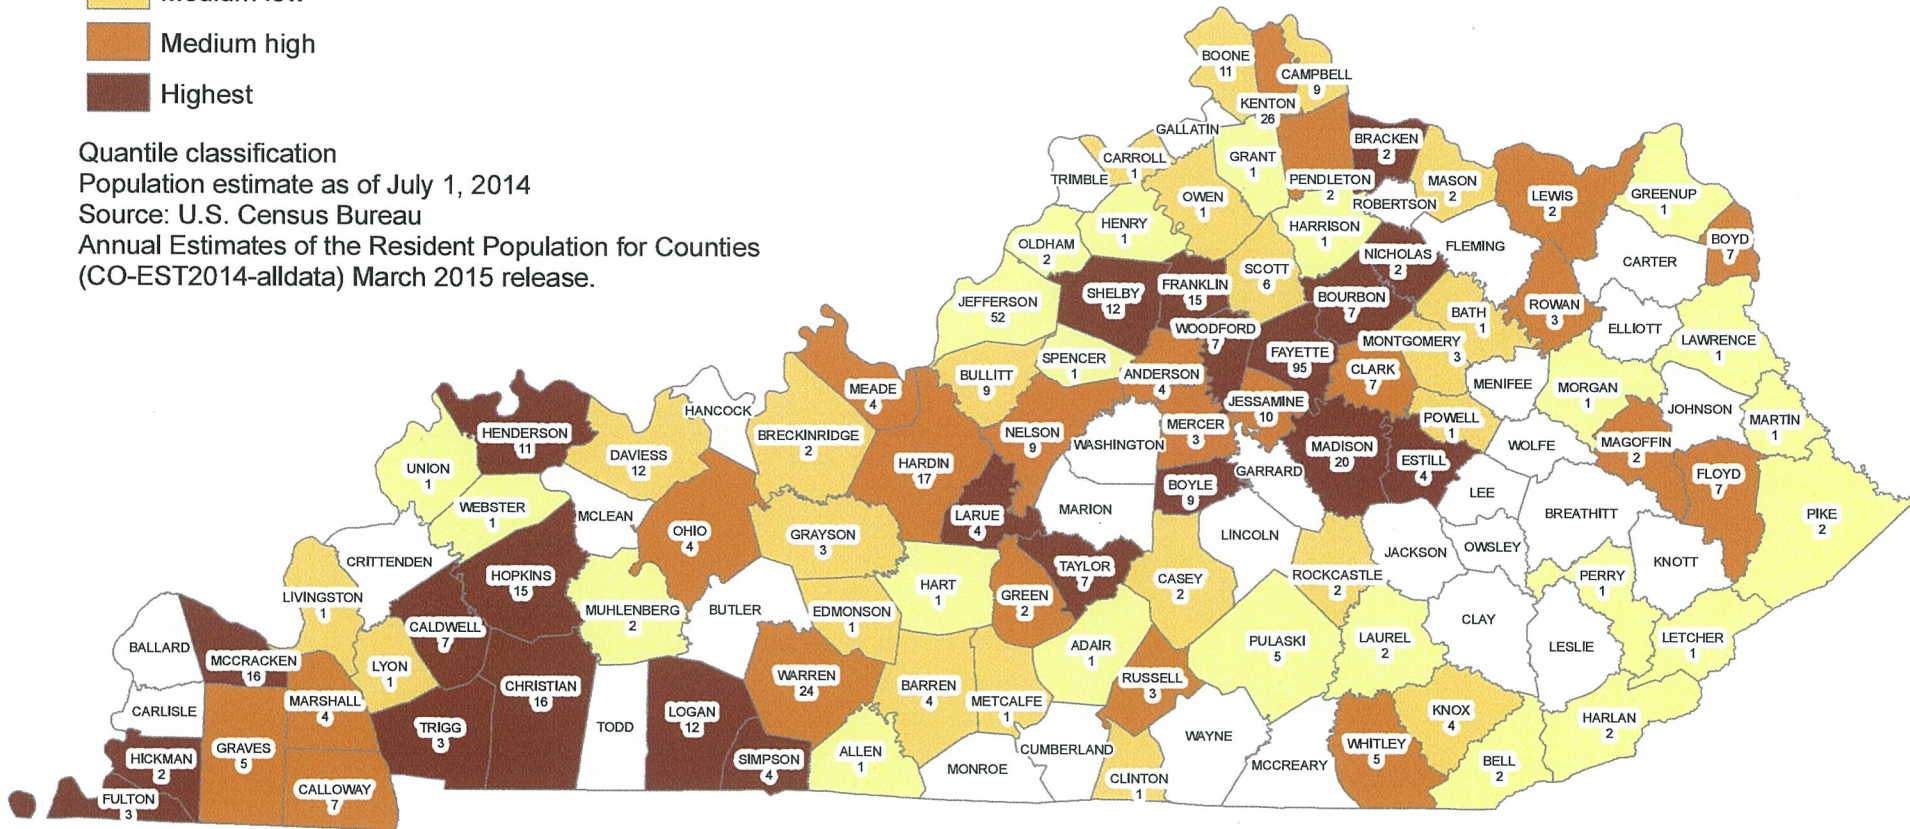 Medium low
Medium high
Highest
Quantile classification
Population estimate as of July 1, 2014
Source: U.S. Census Bureau
Annual Estimates of the Resident Population for Counties
(CO-EST2014-alldata) March 2015 release.
BOONE
11
CAMPBELL
9
KENTON
26
GALLATIN
BRACKEN
2
CARROLL
1
GRANT
1
TRIMBLE
PENDLETON
2
MASON
2
OWEN
1
ROBERTSON
LEWIS
2
GREENUP
1
HENRY
1
HARRISON
1
OLDHAM
2
FLEMING
BOYD
7
NICHOLAS
2
CARTER
SCOTT
6
JEFFERSON
52
SHELBY
12
FRANKLIN
15
BOURBON
7
BATH
1
ROWAN
3
WOODFORD
7
ELLIOTT
MONTGOMERY
3
LAWRENCE
1
SPENCER
1
FAYETTE
95
BULLITT
9
ANDERSON
4
CLARK
7
MEADE
4
MENIFEE
MORGAN
1
HANCOCK
JESSAMINE
10
JOHNSON
POWELL
1
MARTIN
1
HENDERSON
11
BRECKINRIDGE
2
NELSON
9
WASHINGTON
MERCER
3
MADISON
20
WOLFE
MAGOFFIN
2
DAVIESS
12
UNION
1
HARDIN
17
GARRARD
ESTILL
4
FLOYD
7
BOYLE
9
LEE
WEBSTER
1
MCLEAN
LARUE
4
MARION
BREATHITT
PIKE
2
OHIO
4
GRAYSON
3
LINCOLN
CRITTENDEN
JACKSON
OWSLEY
KNOTT
HOPKINS
15
TAYLOR
7
CASEY
2
ROCKCASTLE
2
PERRY
1
HART
1
GREEN
2
LIVINGSTON
1
MUHLENBERG
2
BUTLER
EDMONSON
1
CALDWELL
7
CLAY
BALLARD
MCCRACKEN
16
LYON
1
ADAIR
1
PULASKI
5
LAUREL
2
LESLIE
LETCHER
1
CHRISTIAN
16
WARREN
24
BARREN
4
RUSSELL
3
MARSHALL
4
METCALFE
1
CARLISLE
LOGAN
12
KNOX
4
TRIGG
3
TODD
HARLAN
2
WAYNE
GRAVES
5
ALLEN
1
CUMBERLAND
WHITLEY
5
HICKMAN
2
SIMPSON
4
MONROE
MCCREARY
BELL
2
CLINTON
1
CALLOWAY
7
FULTON
3